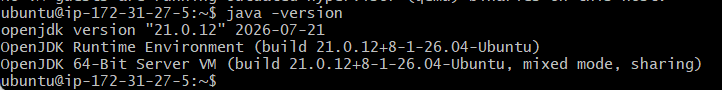 ubuntu@ip-172-31-27-5:~$ java -version
openjdk version "21.0.12" 2026-07-21
OpenJDK Runtime Environment (build 21.0.12+8-1-26.04-Ubuntu)
OpenJDK 64-Bit Server VM (build 21.0.12+8-1-26.04-Ubuntu, mixed mode, sharing)
ubuntu@ip-172-31-27-5:~$